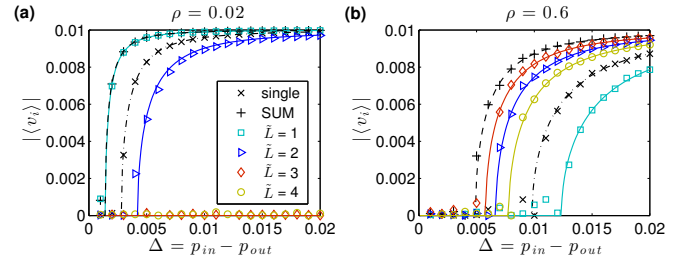 (a)
ρ = 0.02
|⟨v_i⟩|
0.01
0.008
0.006
0.004
0.002
0
0 0.005 0.01 0.015 0.02
Δ = p_in − p_out
single
SUM
L̃ = 1
L̃ = 2
L̃ = 3
L̃ = 4
(b)
ρ = 0.6
|⟨v_i⟩|
0.01
0.008
0.006
0.004
0.002
0
0 0.005 0.01 0.015 0.02
Δ = p_in − p_out